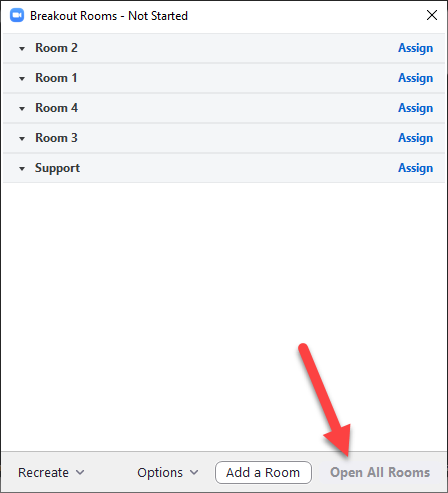 Breakout Rooms - Not Started
Room 2 Assign
Room 1 Assign
Room 4 Assign
Room 3 Assign
Support Assign
Recreate Options Add a Room Open All Rooms